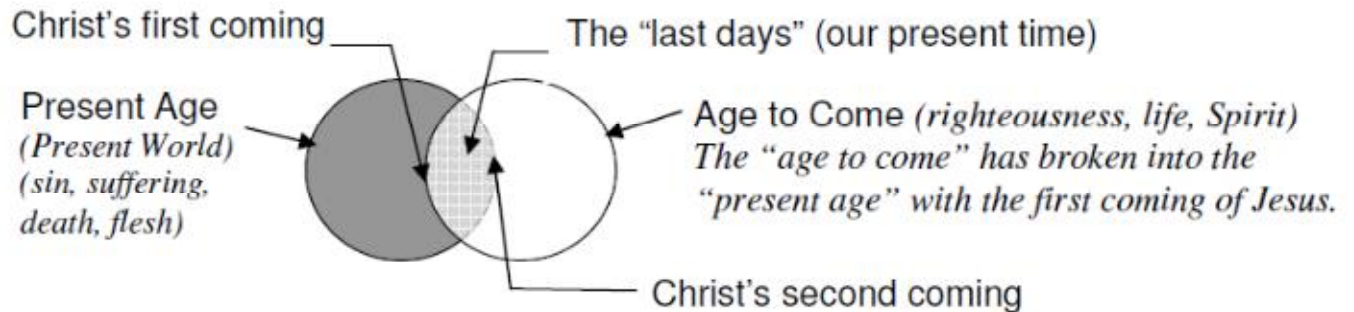 Christ's first coming
The "last days" (our present time)
Present Age
(Present World)
(sin, suffering,
death, flesh)
Age to Come (righteousness, life, Spirit)
The "age to come" has broken into the
"present age" with the first coming of Jesus.
Christ's second coming